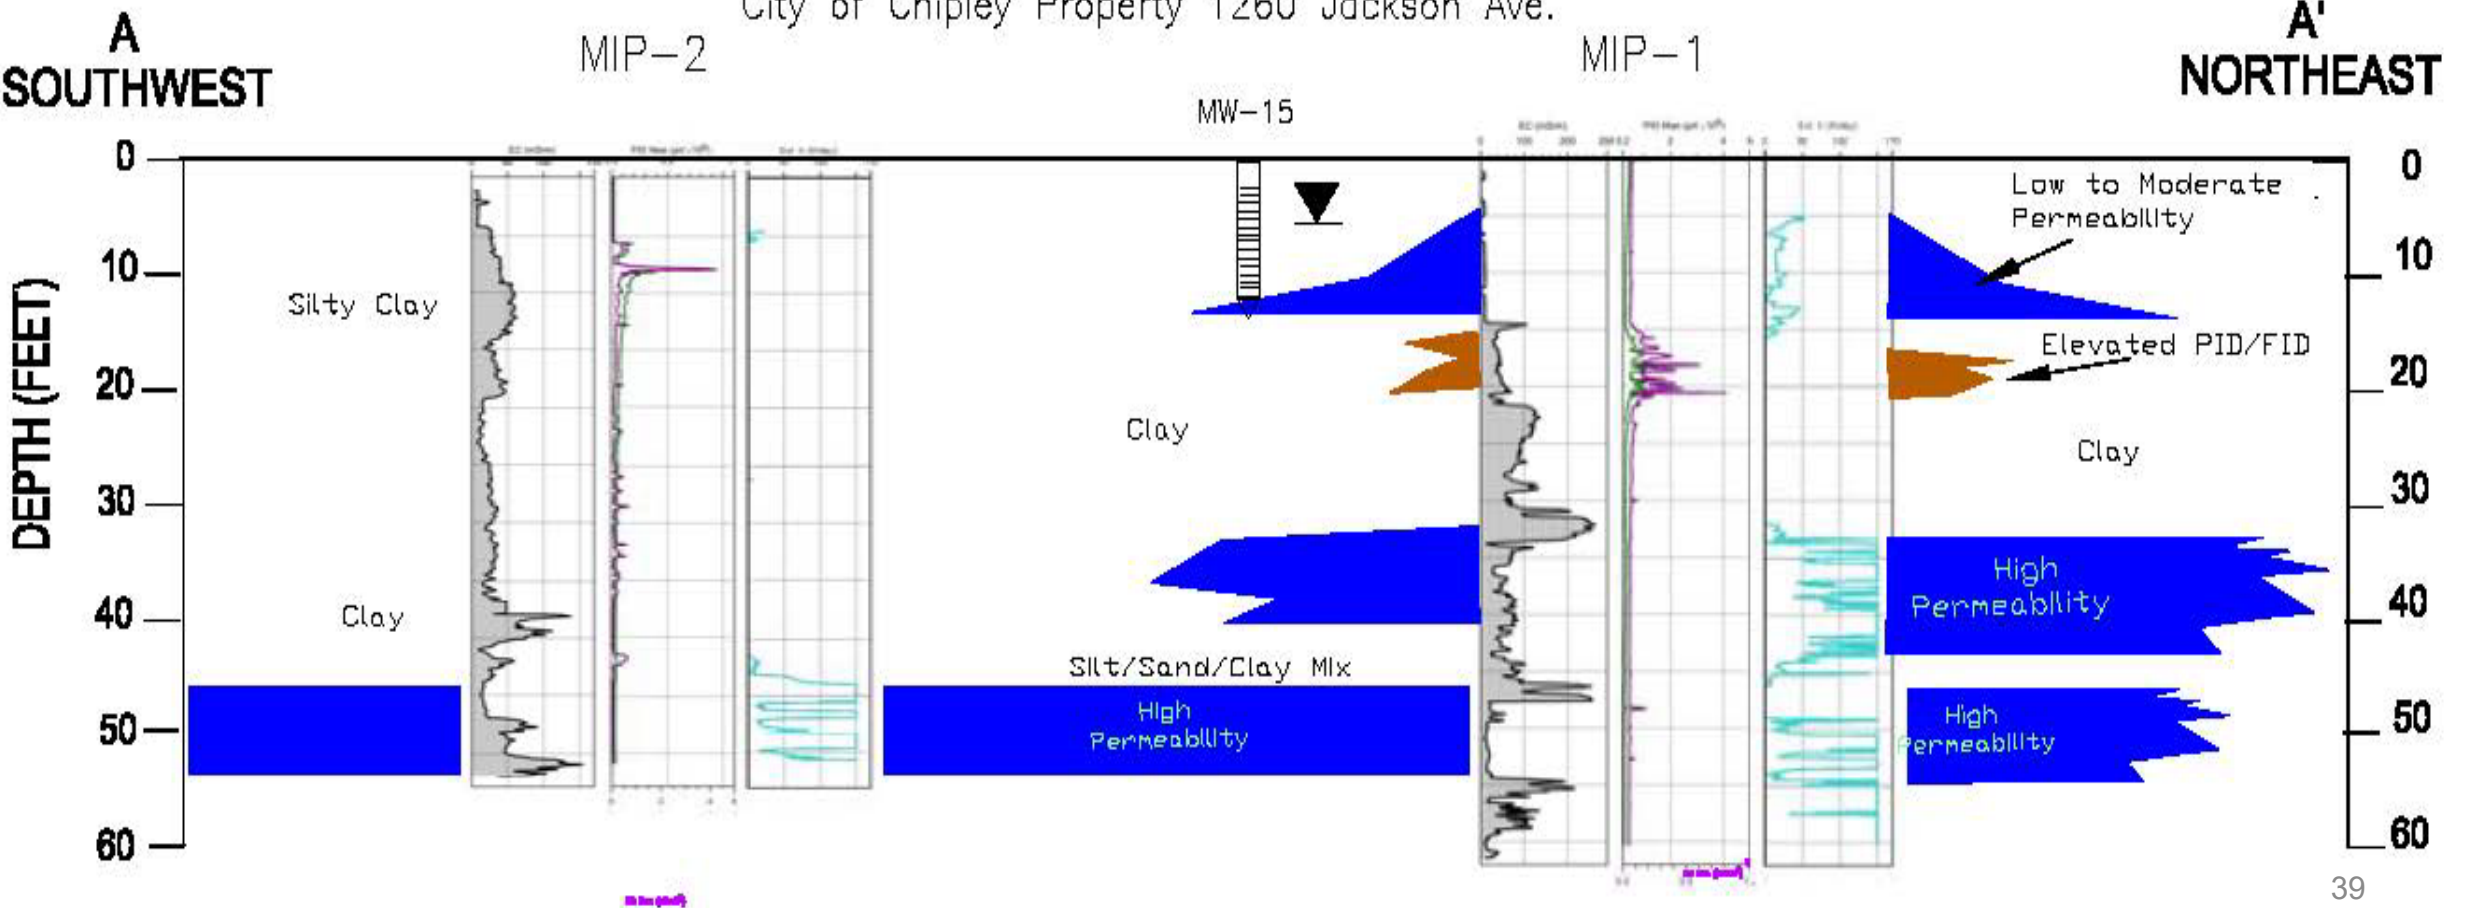 City of Chipley Property 1260 Jackson Ave.
A
SOUTHWEST
MIP-2
MIP-1
A'
NORTHEAST
MW-15
DEPTH (FEET)
0
10
20
30
40
50
60
0
10
20
30
40
50
60
Low to Moderate
Permeability
Silty Clay
Elevated PID/FID
Clay
Clay
Clay
High
Permeability
Silt/Sand/Clay Mix
High
Permeability
High
Permeability
39